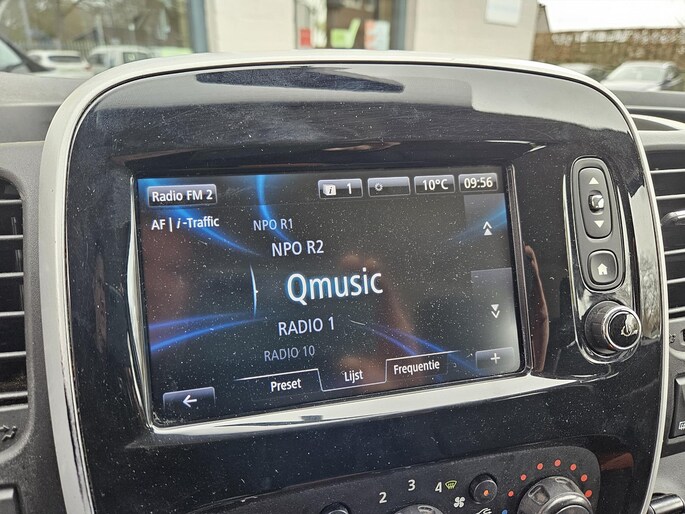 Radio FM 2
i 1
10°C
09:56
AF | i-Traffic
NPO R1
NPO R2
Qmusic
RADIO 1
RADIO 10
Preset
Lijst
Frequentie
+
2 3 4